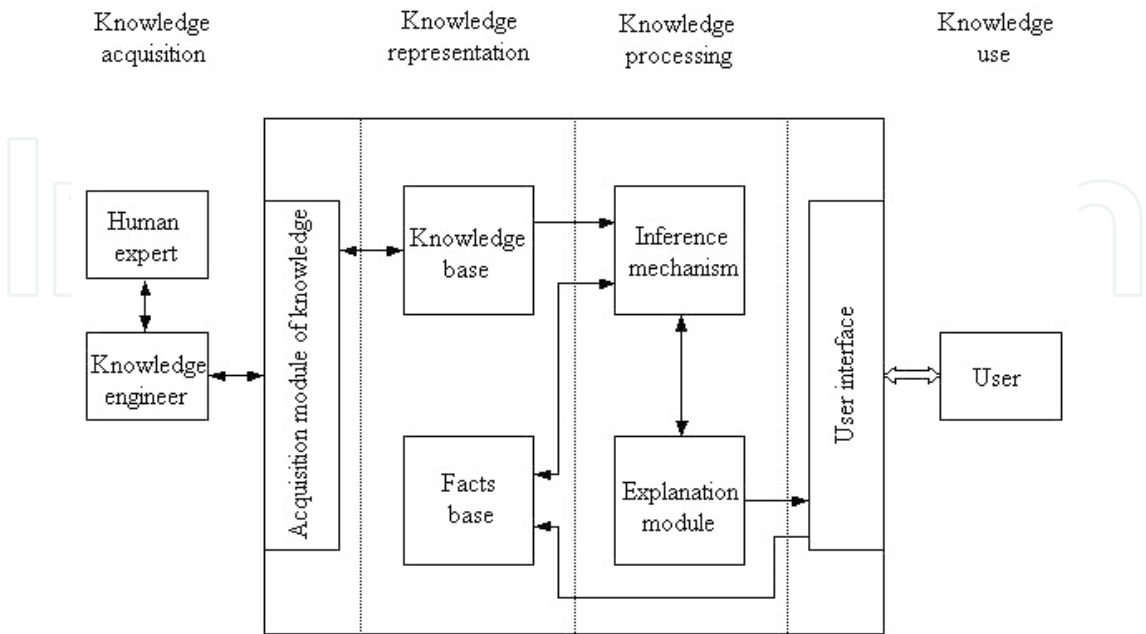 Knowledge
acquisition
Knowledge
representation
Knowledge
processing
Knowledge
use
Human
expert
Knowledge
engineer
Acquisition module of knowledge
Knowledge
base
Facts
base
Inference
mechanism
Explanation
module
User interface
User